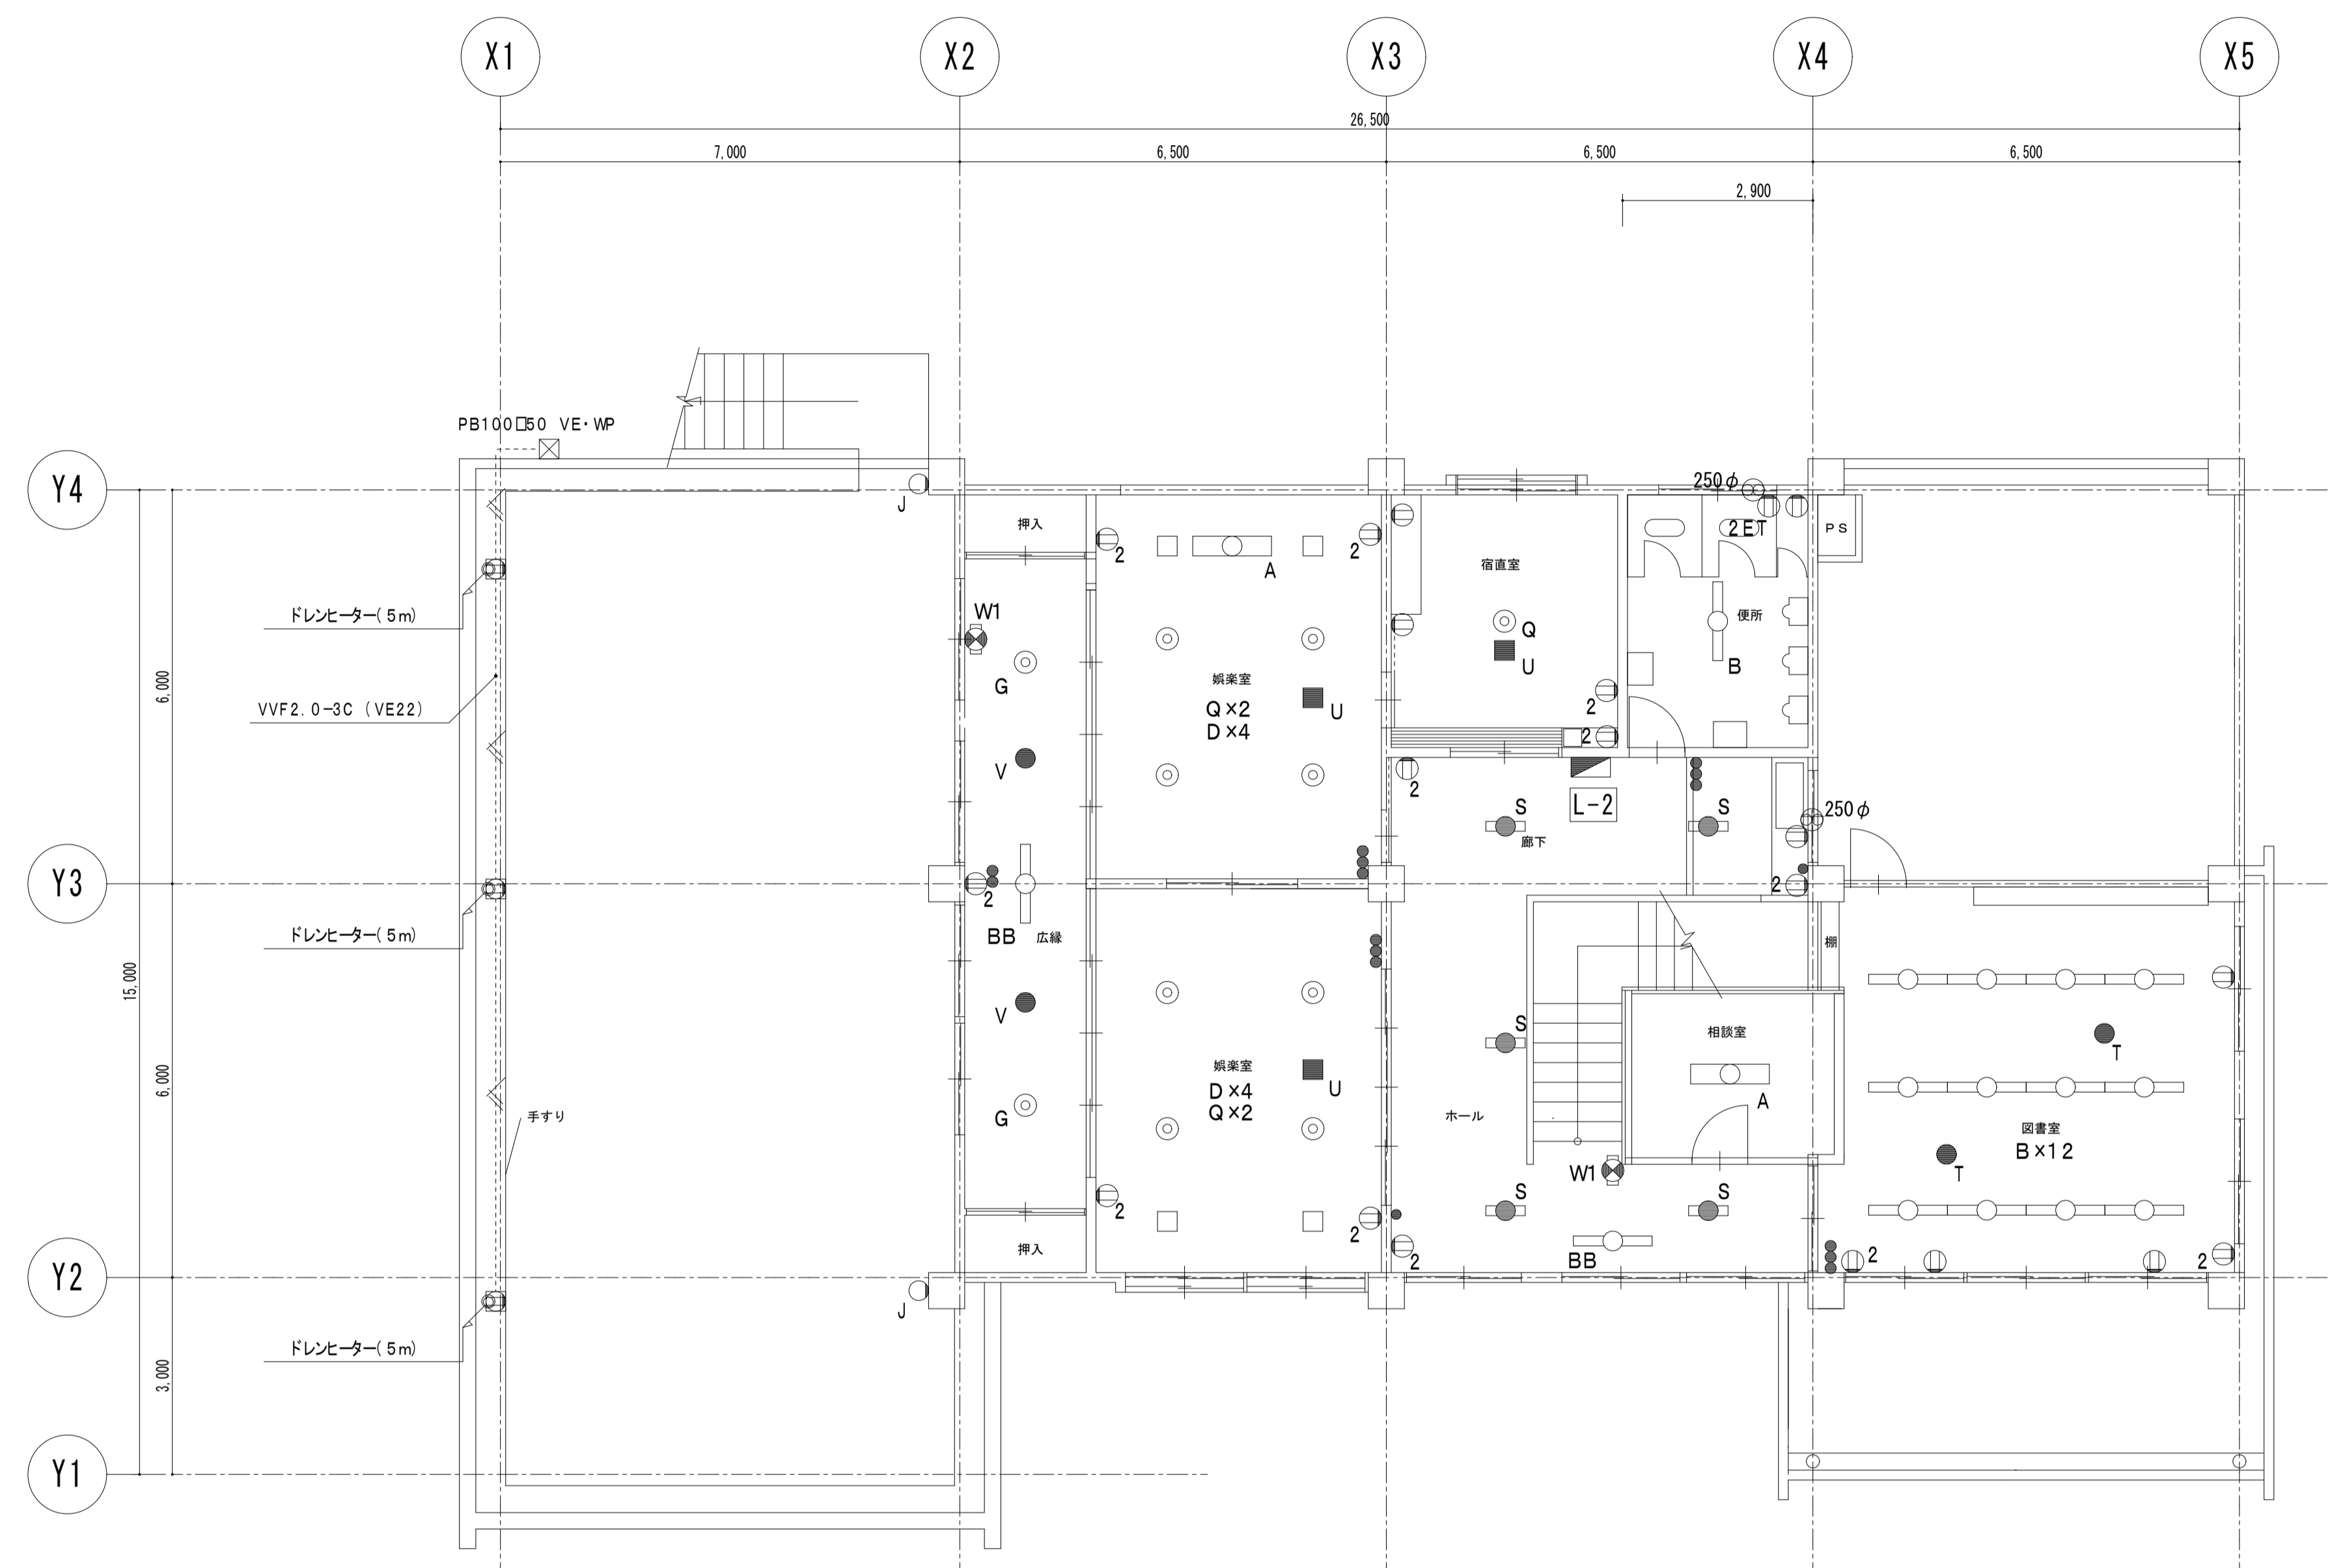 X1
X2
X3
X4
X5
26,500
7,000
6,500
6,500
6,500
2,900
PB100□50 VE・WP
Y4
J
押入
250φ
2ET
PS
2
2
A
宿直室
ドレンヒーター(5m)
W1
Q
便所
U
B
G
娯楽室
Q×2
D×4
U
6,000
VVF2.0-3C (VE22)
2
2
V
2
L-2
S
S
250φ
廊下
Y3
2
2
BB
広縁
棚
ドレンヒーター(5m)
15,000
V
S
相談室
T
娯楽室
D×4
Q×2
U
6,000
手すり
G
ホール
A
図書室
B×12
W1
T
S
S
2
2
押入
2
BB
2
2
Y2
J
ドレンヒーター(5m)
3,000
Y1